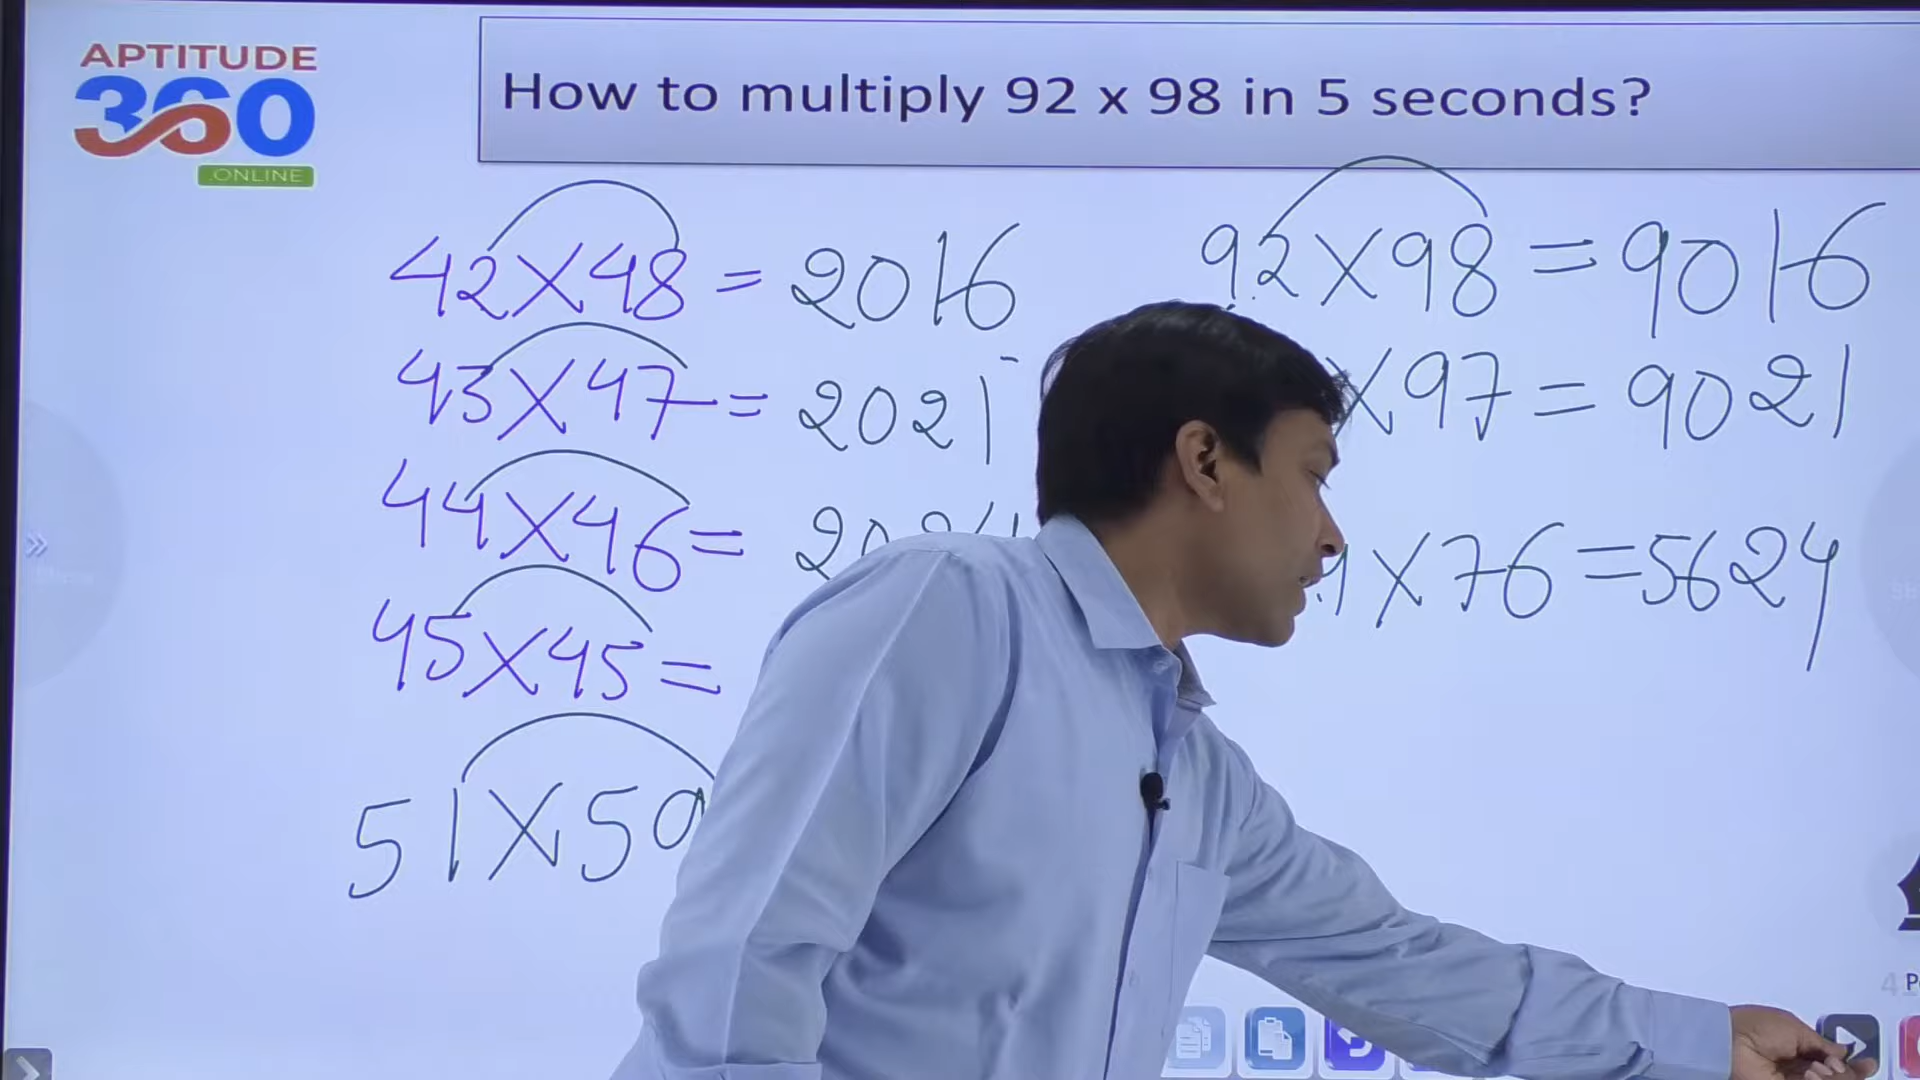 APTITUDE
360
.ONLINE
How to multiply 92 x 98 in 5 seconds?
42X48 = 2016
43X47 = 2021
44X46=
45X45=
51X59
92X98 = 9016
X97 = 9021
X76=5624